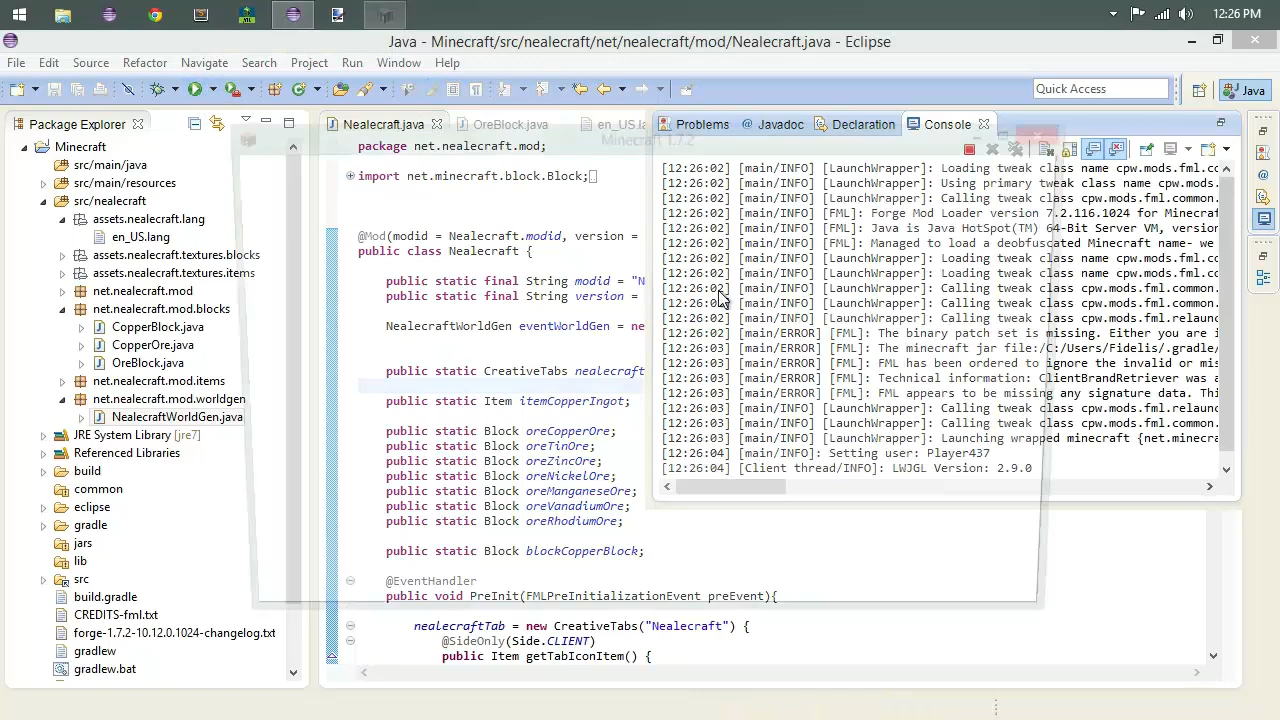 12:26 PM
Java - Minecraft/src/nealecraft/net/nealecraft/mod/Nealecraft.java - Eclipse
File Edit Source Refactor Navigate Search Project Run Window Help
Quick Access
Java
Package Explorer
Minecraft
src/main/java
src/main/resources
src/nealecraft
assets.nealecraft.lang
en_US.lang
assets.nealecraft.textures.blocks
assets.nealecraft.textures.items
net.nealecraft.mod
net.nealecraft.mod.blocks
CopperBlock.java
CopperOre.java
OreBlock.java
net.nealecraft.mod.items
net.nealecraft.mod.worldgen
NealecraftWorldGen.java
JRE System Library [jre7]
Referenced Libraries
build
common
eclipse
gradle
jars
lib
src
build.gradle
CREDITS-fml.txt
forge-1.7.2-10.12.0.1024-changelog.txt
gradlew
gradlew.bat
Nealecraft.java OreBlock.java en_US.la
Minecraft 1.7.2
package net.nealecraft.mod;
import net.minecraft.block.Block;
@Mod(modid = Nealecraft.modid, version =
public class Nealecraft {
public static final String modid = "N
public static final String version =
NealecraftWorldGen eventWorldGen = ne
public static CreativeTabs nealecraft
public static Item itemCopperIngot;
public static Block oreCopperOre;
public static Block oreTinOre;
public static Block oreZincOre;
public static Block oreNickelOre;
public static Block oreManganeseOre;
public static Block oreVanadiumOre;
public static Block oreRhodiumOre;
public static Block blockCopperBlock;
@EventHandler
public void PreInit(FMLPreInitializationEvent preEvent){
nealecraftTab = new CreativeTabs("Nealecraft") {
@SideOnly(Side.CLIENT)
public Item getTabIconItem() {
Problems Javadoc Declaration Console
[12:26:02] [main/INFO] [LaunchWrapper]: Loading tweak class name cpw.mods.fml.co
[12:26:02] [main/INFO] [LaunchWrapper]: Using primary tweak class name cpw.mods.
[12:26:02] [main/INFO] [LaunchWrapper]: Calling tweak class cpw.mods.fml.common.
[12:26:02] [main/INFO] [FML]: Forge Mod Loader version 7.2.116.1024 for Minecraf
[12:26:02] [main/INFO] [FML]: Java is Java HotSpot(TM) 64-Bit Server VM, version
[12:26:02] [main/INFO] [FML]: Managed to load a deobfuscated Minecraft name- we
[12:26:02] [main/INFO] [LaunchWrapper]: Loading tweak class name cpw.mods.fml.co
[12:26:02] [main/INFO] [LaunchWrapper]: Loading tweak class name cpw.mods.fml.co
[12:26:02] [main/INFO] [LaunchWrapper]: Calling tweak class cpw.mods.fml.common.
[12:26:02] [main/INFO] [LaunchWrapper]: Calling tweak class cpw.mods.fml.common.
[12:26:02] [main/INFO] [LaunchWrapper]: Calling tweak class cpw.mods.fml.relaun
[12:26:02] [main/ERROR] [FML]: The binary patch set is missing. Either you are i
[12:26:03] [main/ERROR] [FML]: The minecraft jar file:/C:/Users/Fidelis/.gradle/
[12:26:03] [main/ERROR] [FML]: FML has been ordered to ignore the invalid or mis
[12:26:03] [main/ERROR] [FML]: Technical information: ClientBrandRetriever was a
[12:26:03] [main/ERROR] [FML]: FML appears to be missing any signature data. Thi
[12:26:03] [main/INFO] [LaunchWrapper]: Calling tweak class cpw.mods.fml.relaun
[12:26:03] [main/INFO] [LaunchWrapper]: Calling tweak class cpw.mods.fml.common.
[12:26:03] [main/INFO] [LaunchWrapper]: Launching wrapped minecraft {net.minecra
[12:26:04] [main/INFO]: Setting user: Player437
[12:26:04] [Client thread/INFO]: LWJGL Version: 2.9.0